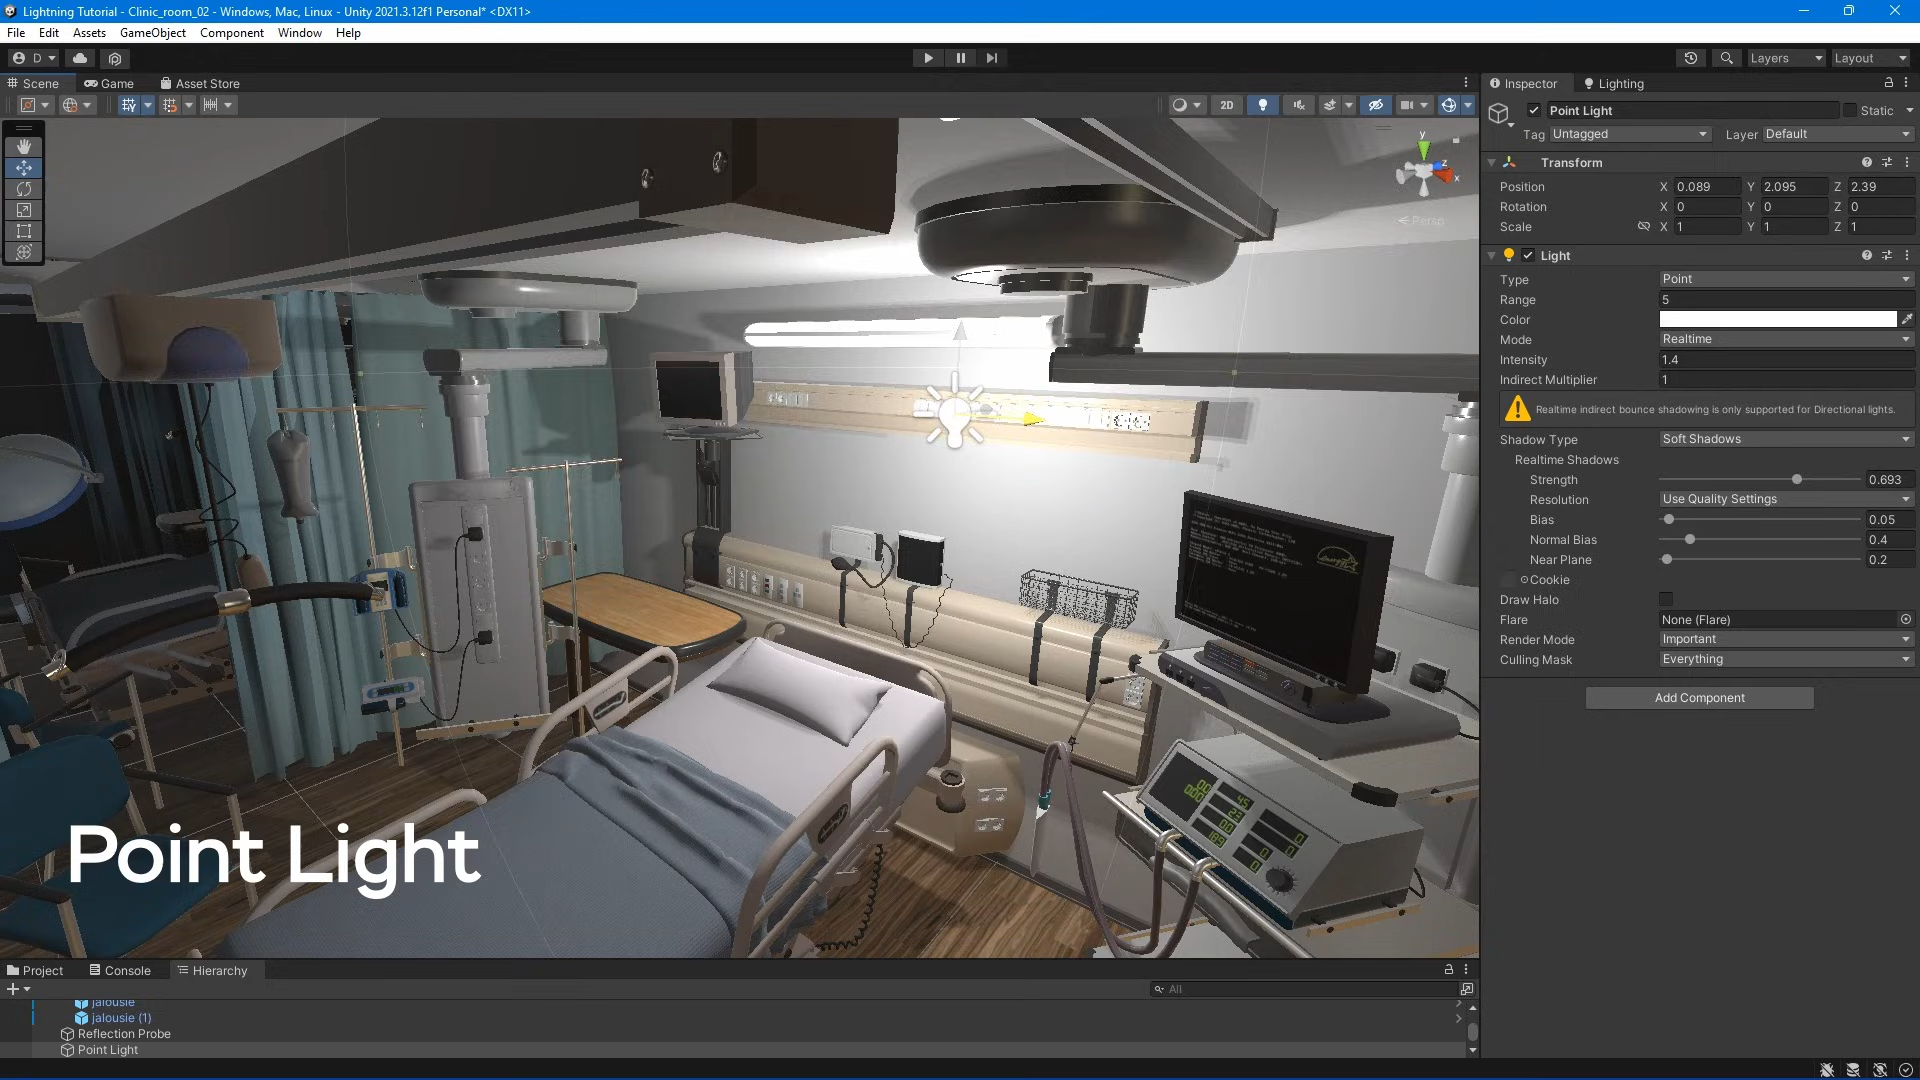 Lightning Tutorial - Clinic_room_02 - Windows, Mac, Linux - Unity 2021.3.12f1 Personal* <DX11>
File Edit Assets GameObject Component Window Help
D Layers Layout
Scene Game Asset Store
2D
y
z
x
Persp
Point Light
Inspector Lighting
Point Light Static
Tag Untagged Layer Default
Transform
Position X 0.089 Y 2.095 Z 2.39
Rotation X 0 Y 0 Z 0
Scale X 1 Y 1 Z 1
Light
Type Point
Range 5
Color
Mode Realtime
Intensity 1.4
Indirect Multiplier 1
Realtime indirect bounce shadowing is only supported for Directional lights.
Shadow Type Soft Shadows
Realtime Shadows
Strength 0.693
Resolution Use Quality Settings
Bias 0.05
Normal Bias 0.4
Near Plane 0.2
Cookie
Draw Halo
Flare None (Flare)
Render Mode Important
Culling Mask Everything
Add Component
Project Console Hierarchy
All
jalousie
jalousie (1)
Reflection Probe
Point Light